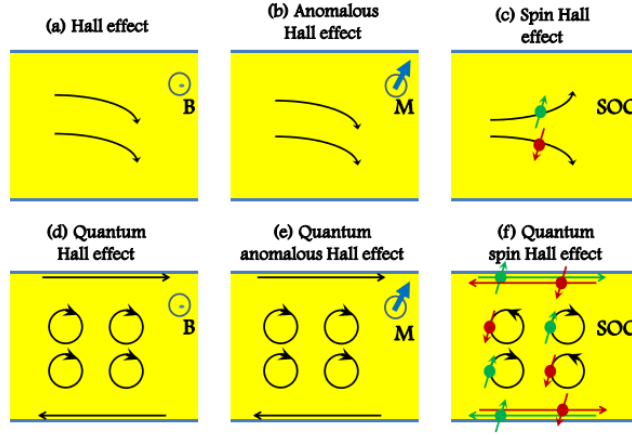 (a) Hall effect
(b) Anomalous
Hall effect
(c) Spin Hall
effect
B
M
SOC
(d) Quantum
Hall effect
(e) Quantum
anomalous Hall effect
(f) Quantum
spin Hall effect
B
M
SOC